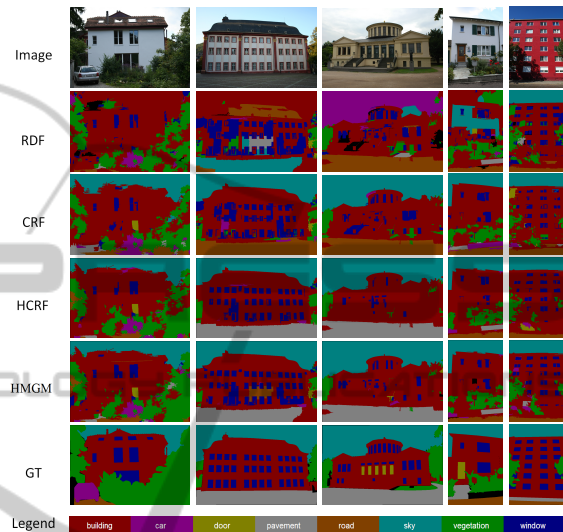 Image
RDF
CRF
HCRF
HMGM
GT
Legend building car door pavement road sky vegetation window